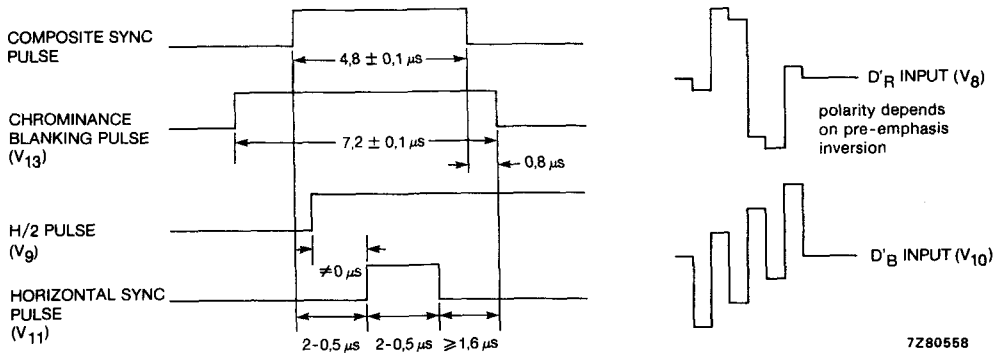 COMPOSITE SYNC
PULSE
4,8 ± 0,1 µs
CHROMINANCE
BLANKING PULSE
(V13)
7,2 ± 0,1 µs
0,8 µs
H/2 PULSE
(V9)
≠0 µs
HORIZONTAL SYNC
PULSE
(V11)
2-0,5 µs
2-0,5 µs
≥1,6 µs
D'R INPUT (V8)
polarity depends
on pre-emphasis
inversion
D'B INPUT (V10)
7Z80558